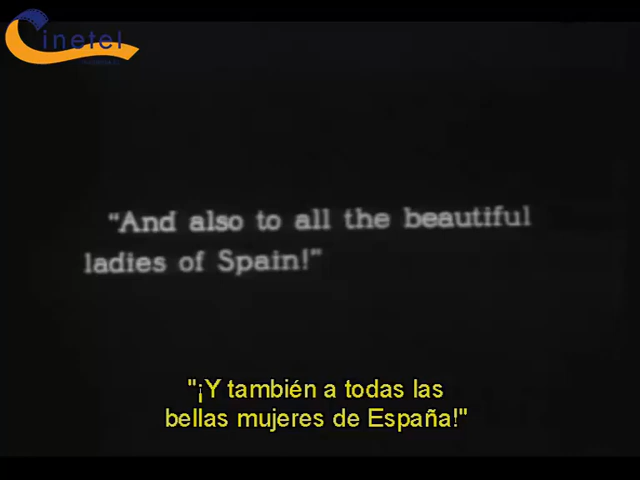 Cinetel
"And also to all the beautiful
ladies of Spain!"
"¡Y también a todas las
bellas mujeres de España!"